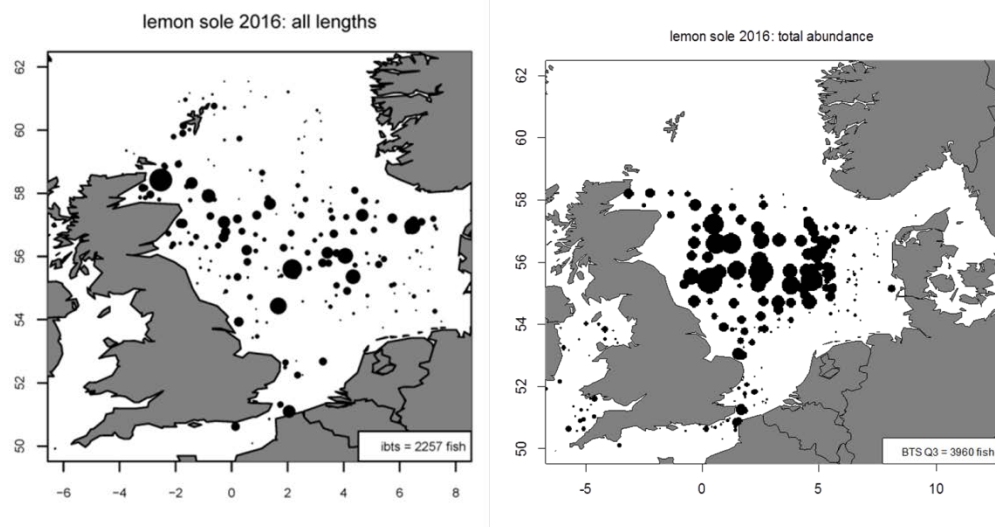 lemon sole 2016: all lengths
62
60
58
56
54
52
50
ibts = 2257 fish
−6 −4 −2 0 2 4 6 8
lemon sole 2016: total abundance
62
60
58
56
54
52
50
BTS Q3 = 3960 fish
-5 0 5 10